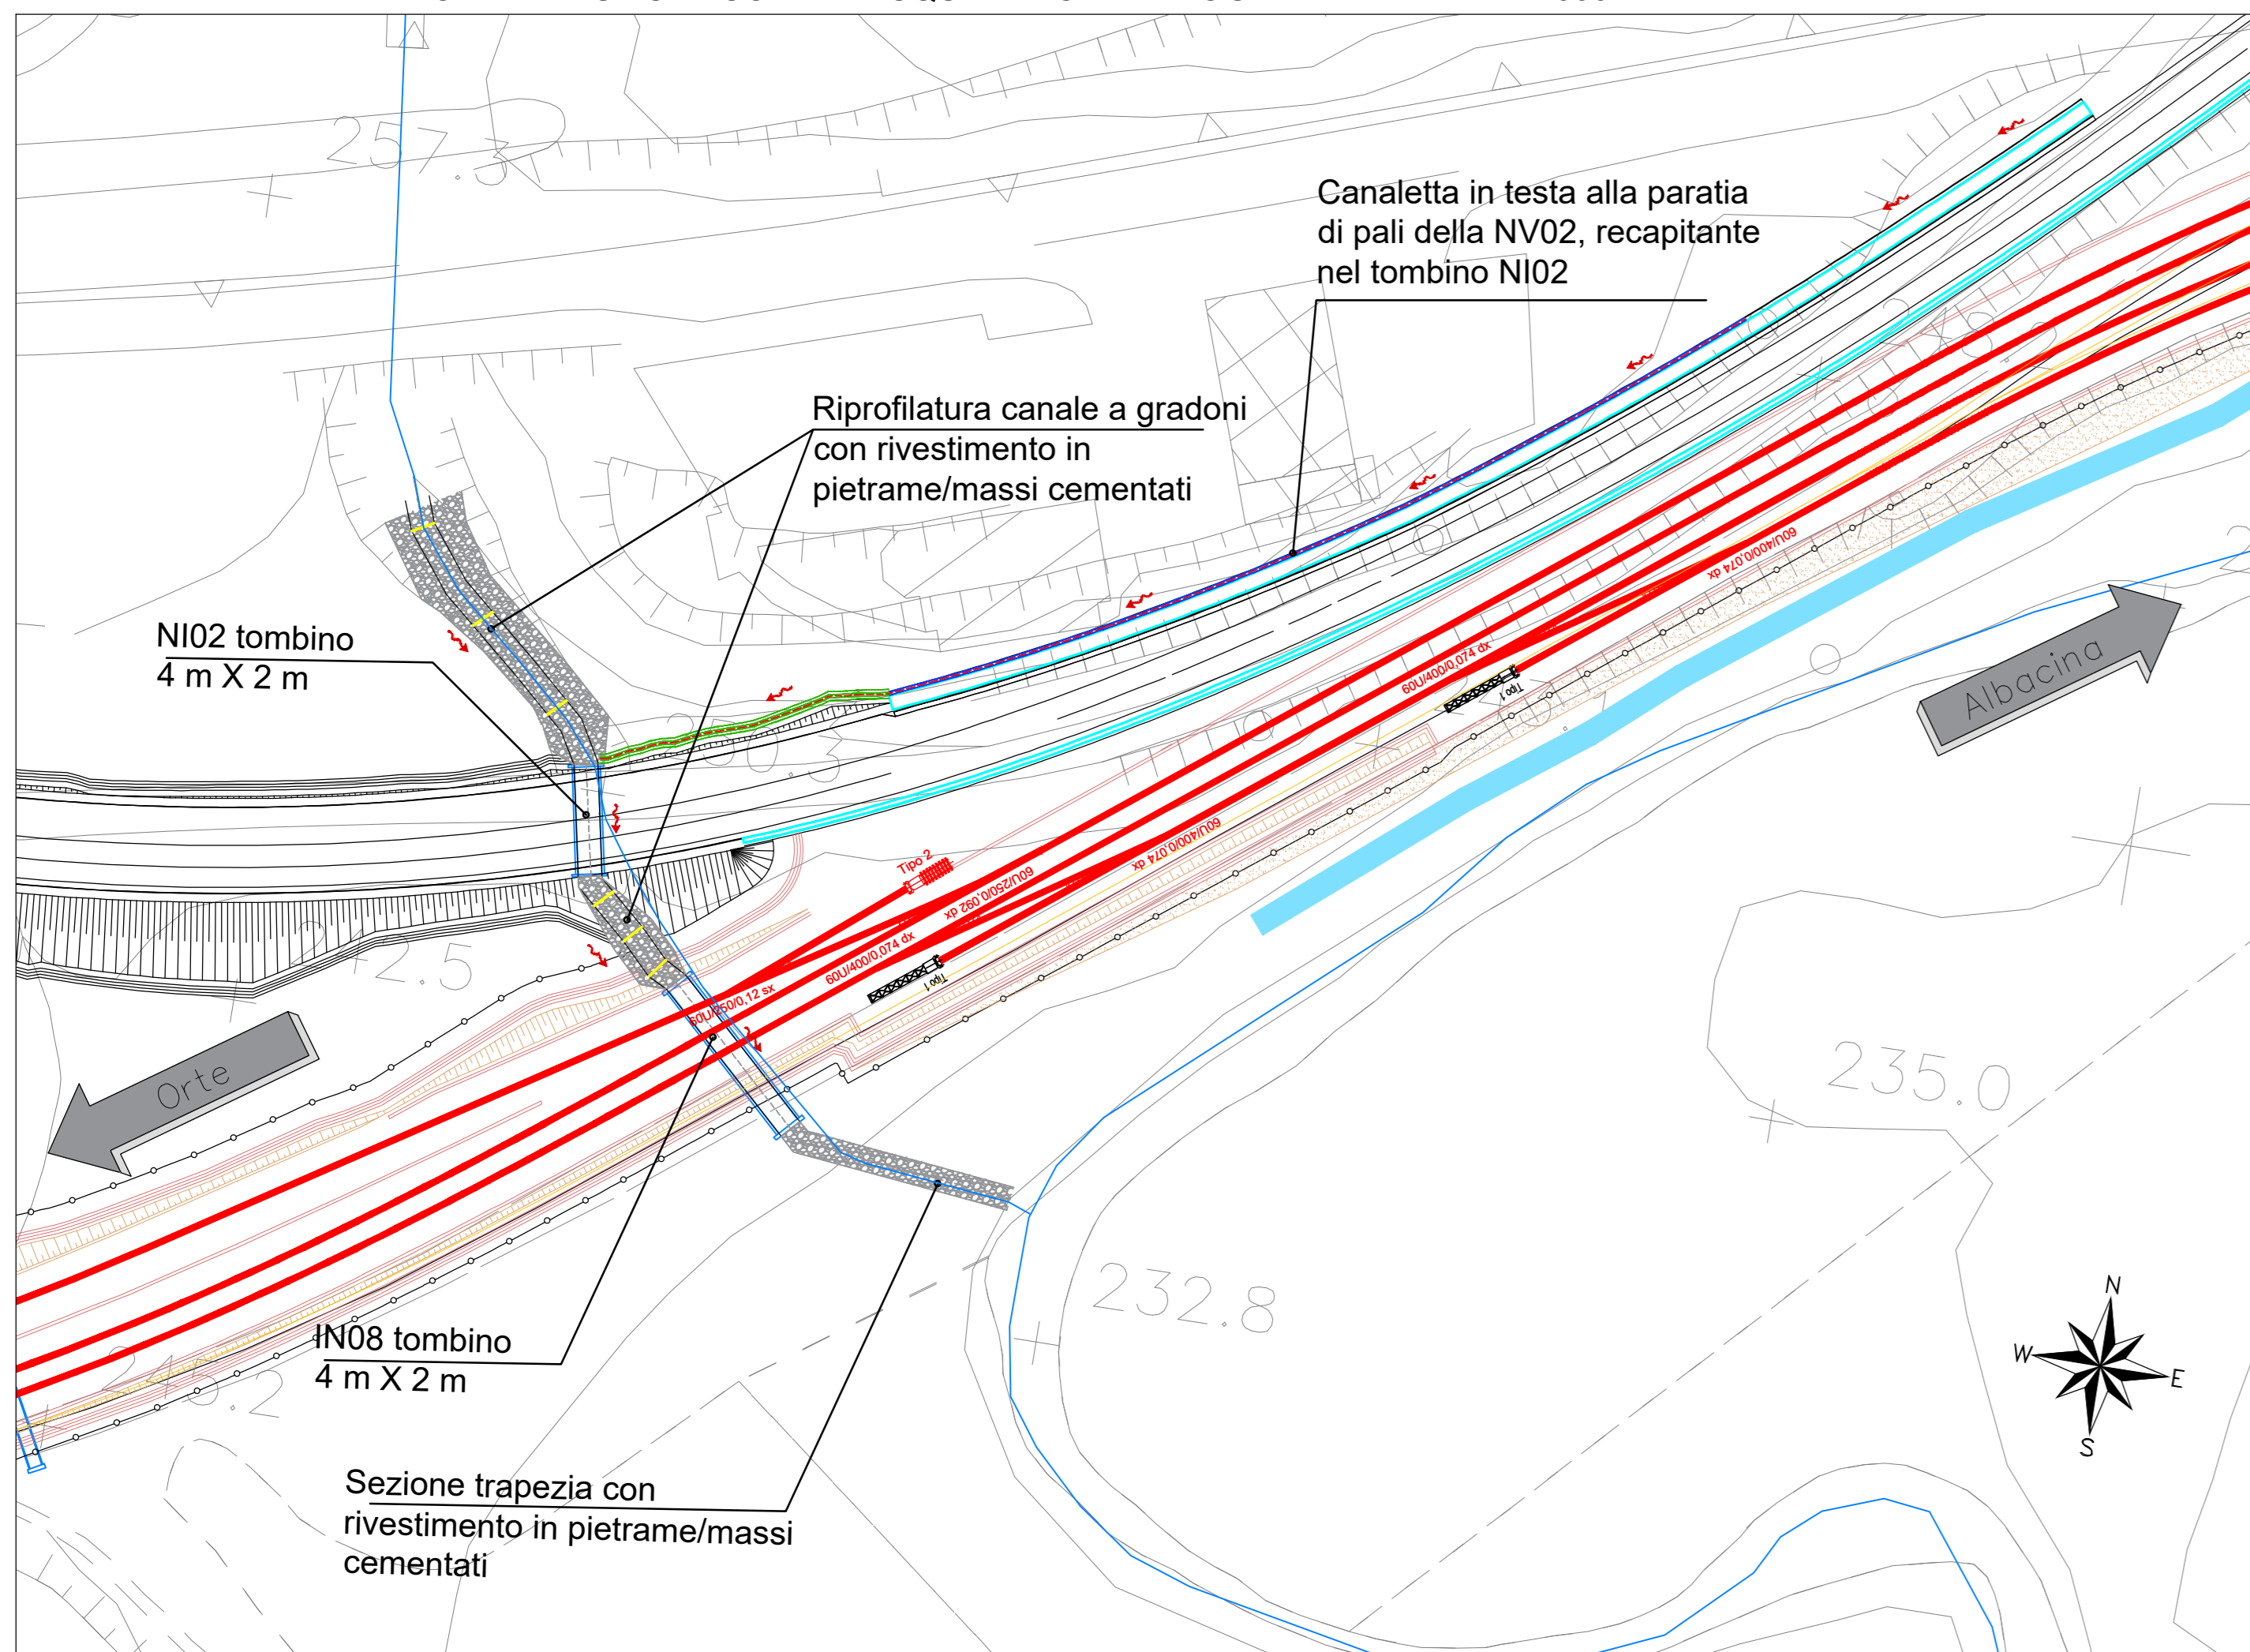 257.5
Canaletta in testa alla paratia
di pali della NV02, recapitante
nel tombino NI02
Riprofilatura canale a gradoni
con rivestimento in
pietrame/massi cementati
NI02 tombino
4 m X 2 m
60U/400/0,074 dx
60U/400/0,074 dx
Tipo 1
Albacina
60U/400/0,074 dx
Tipo 2
60U/250/0,092 dx
60U/400/0,074 dx
Tipo 1
60U/250/0,12 sx
Orte
235.0
232.8
IN08 tombino
4 m X 2 m
Sezione trapezia con
rivestimento in pietrame/massi
cementati
N
W
E
S